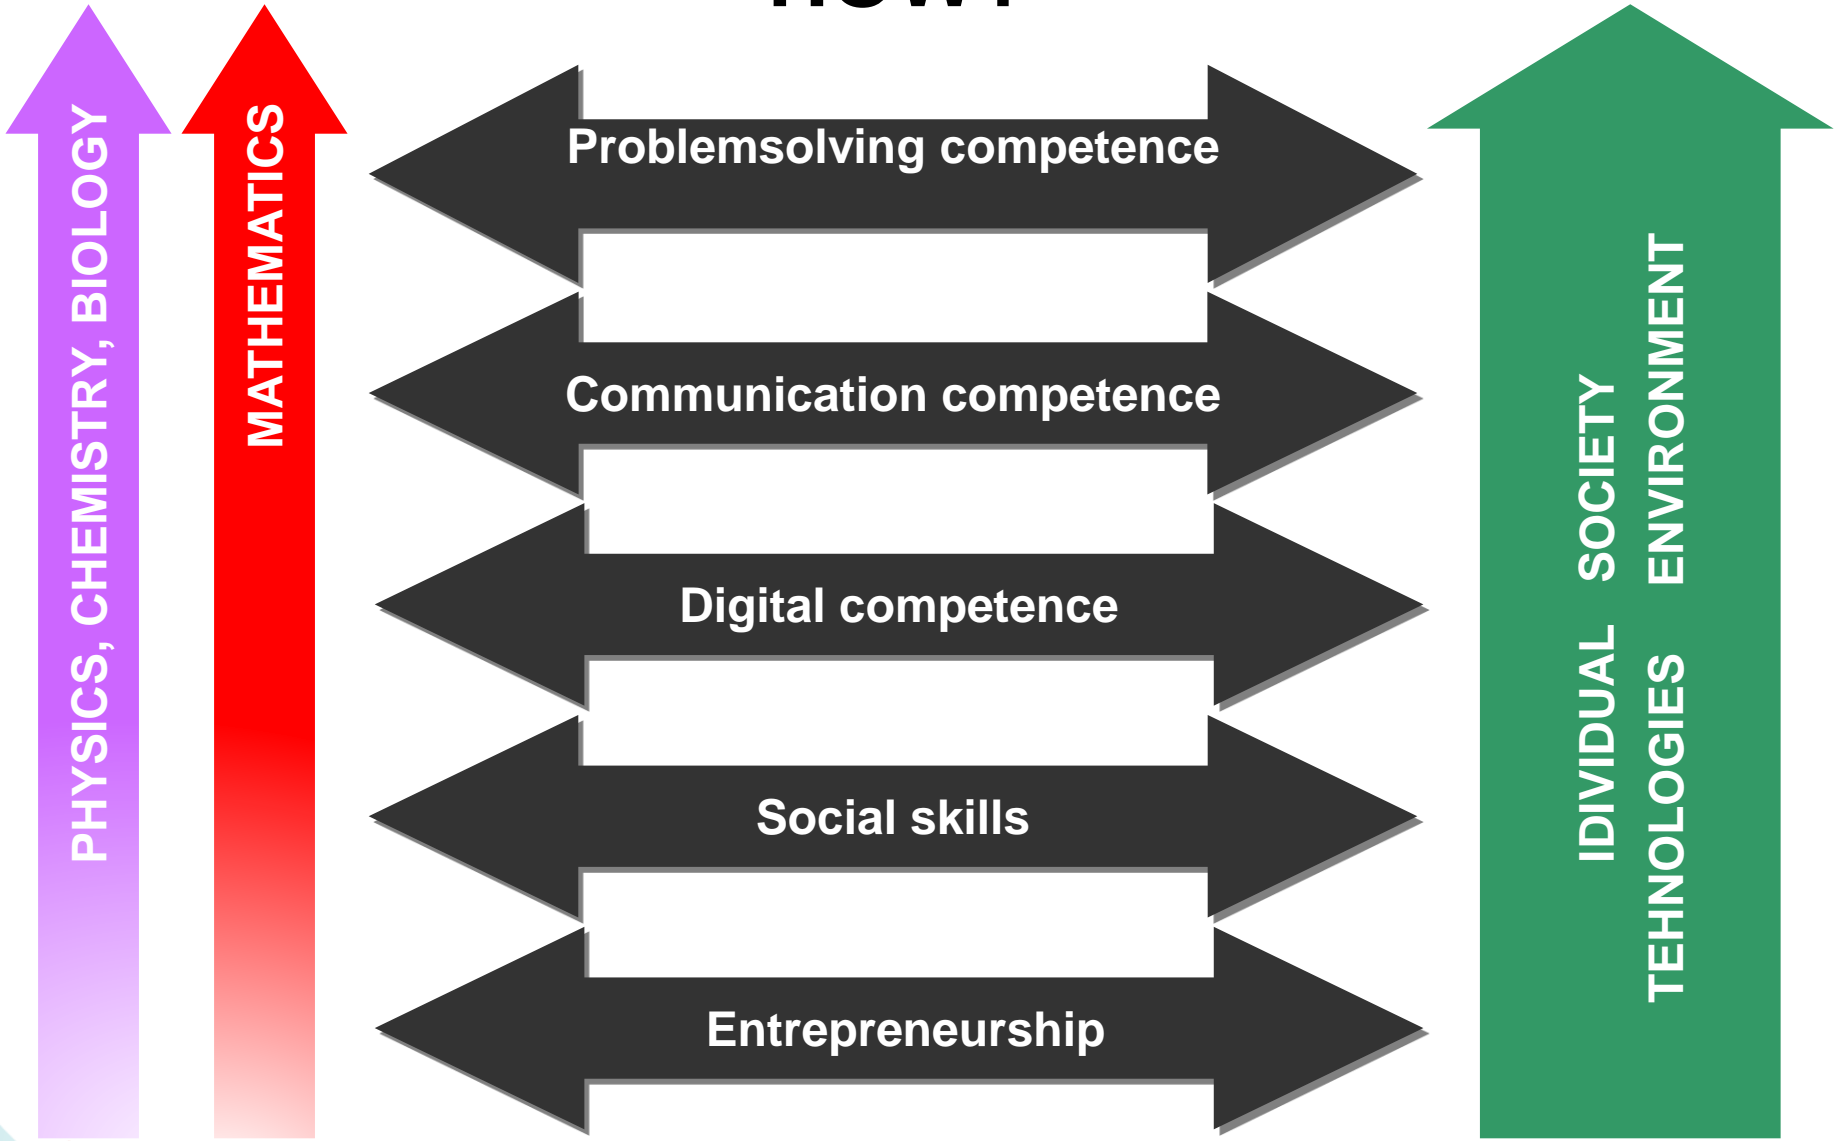 PHYSICS, CHEMISTRY, BIOLOGY
MATHEMATICS
Problemsolving competence
Communication competence
Digital competence
Social skills
Entrepreneurship
IDIVIDUAL SOCIETY
TEHNOLOGIES ENVIRONMENT